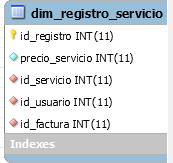 dim_registro_servicio
id_registro INT(11)
precio_servicio INT(11)
id_servicio INT(11)
id_usuario INT(11)
id_factura INT(11)
Indexes